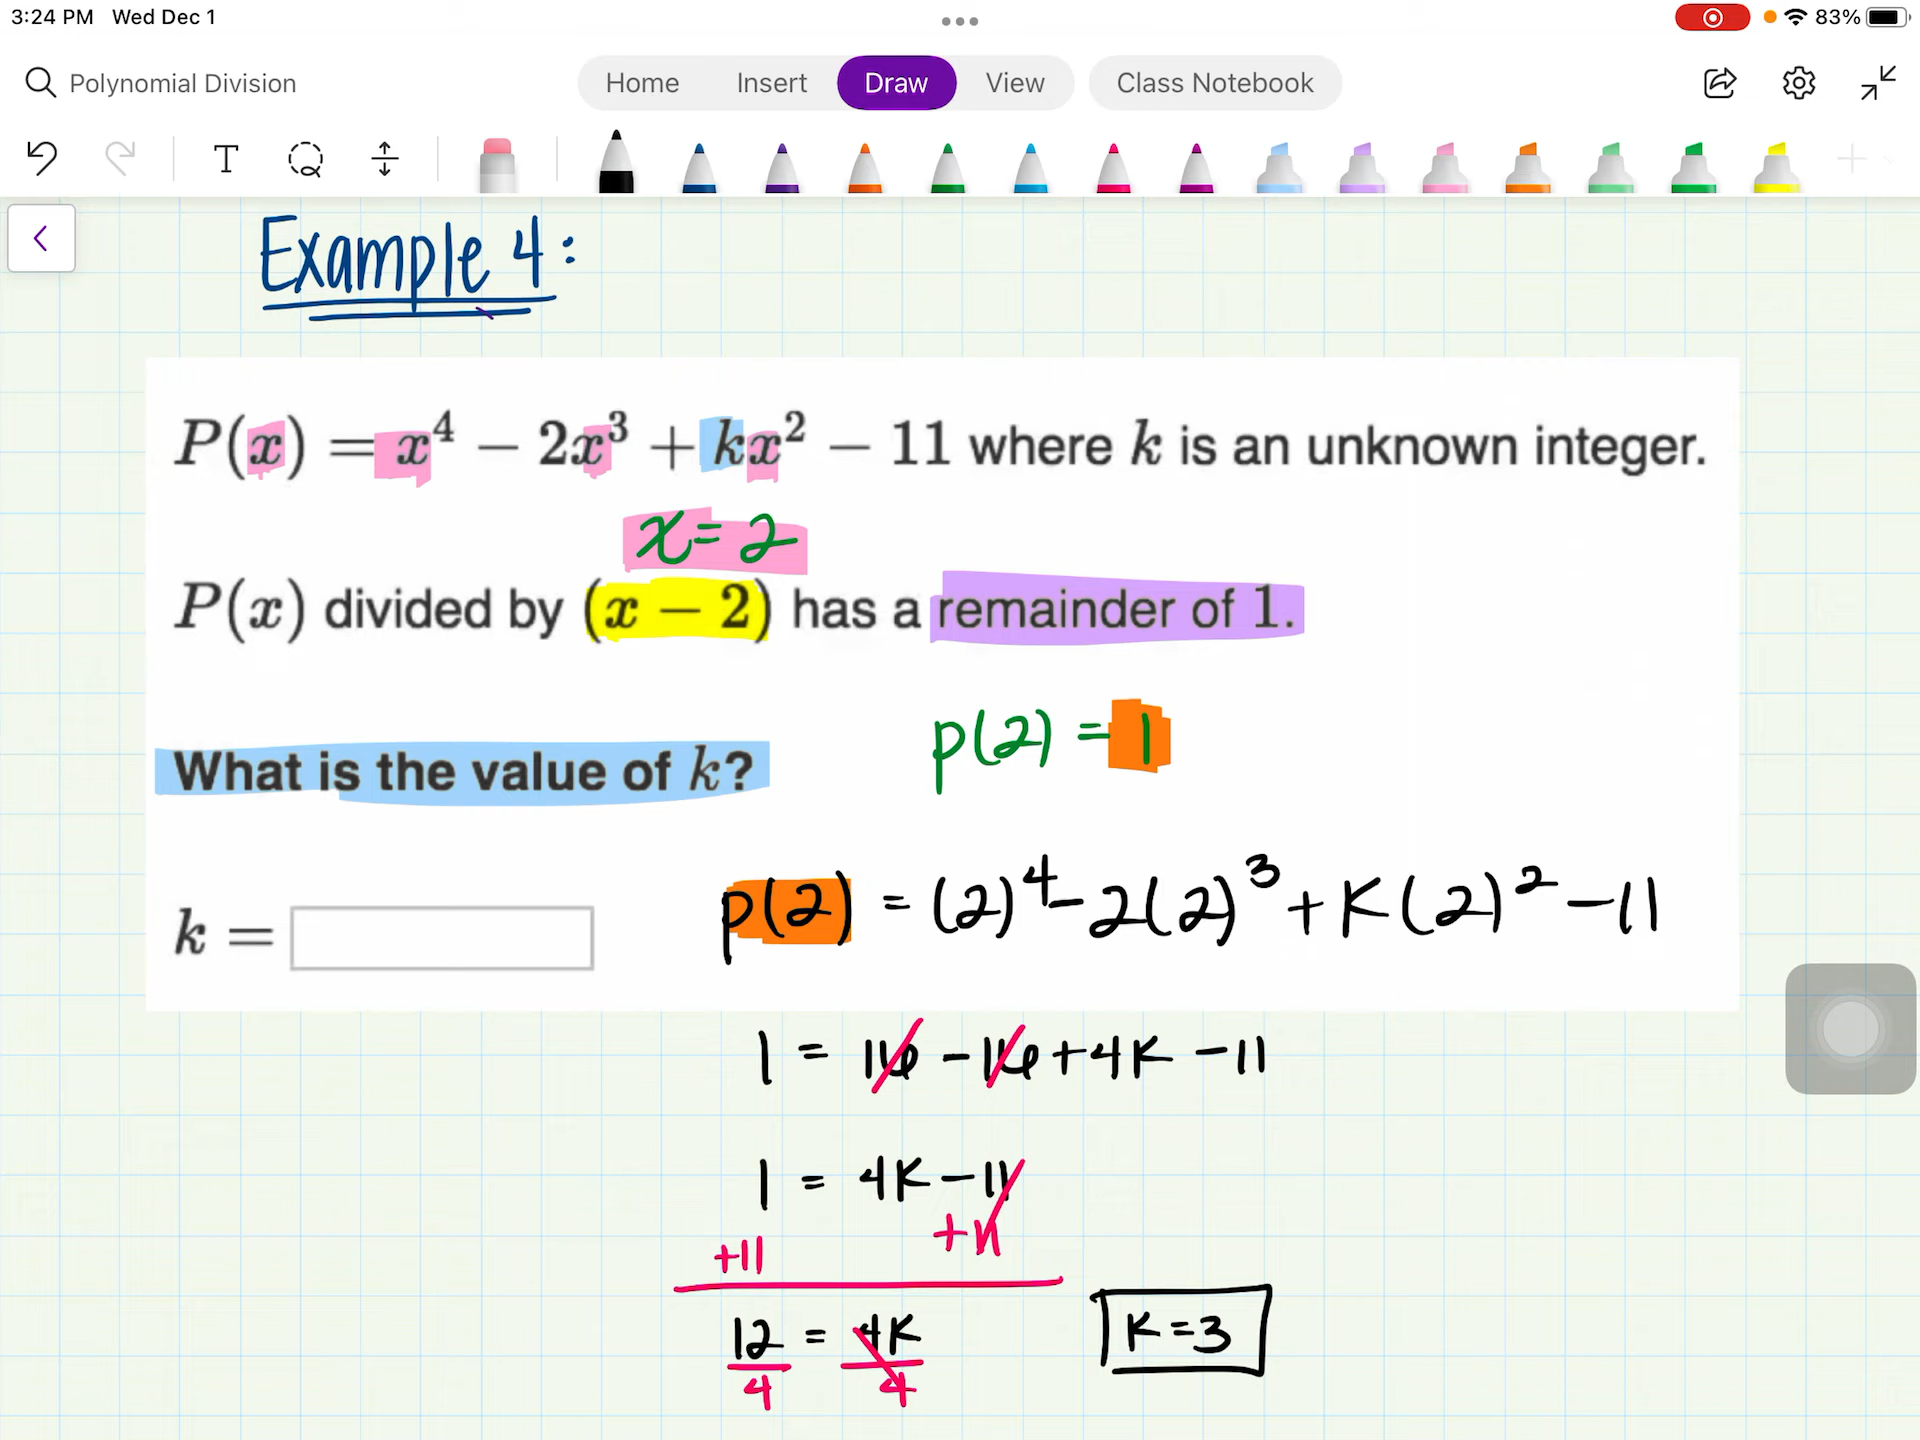 3:24 PM Wed Dec 1
83%
Polynomial Division
Home Insert Draw View Class Notebook
T
Example 4:
P(x) = x⁴ − 2x³ + kx² − 11 where k is an unknown integer.
x = 2
P(x) divided by (x − 2) has a remainder of 1.
p(2) = 1
What is the value of k?
p(2) = (2)⁴ - 2(2)³ + K(2)² - 11
k =
1 = 16 - 16 + 4K - 11
1 = 4K - 11
+11 +11
12 = 4K
4 4
K = 3